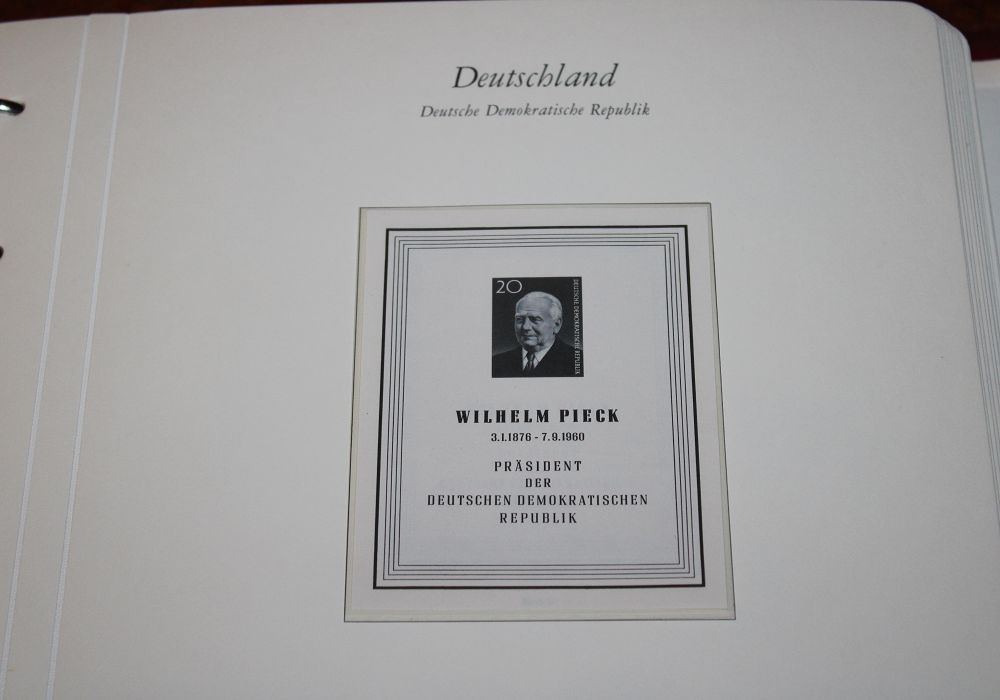 Deutschland
Deutsche Demokratische Republik
20
DEUTSCHE DEMOKRATISCHE REPUBLIK
WILHELM PIECK
3.1.1876 - 7.9.1960
PRÄSIDENT
DER
DEUTSCHEN DEMOKRATISCHEN
REPUBLIK